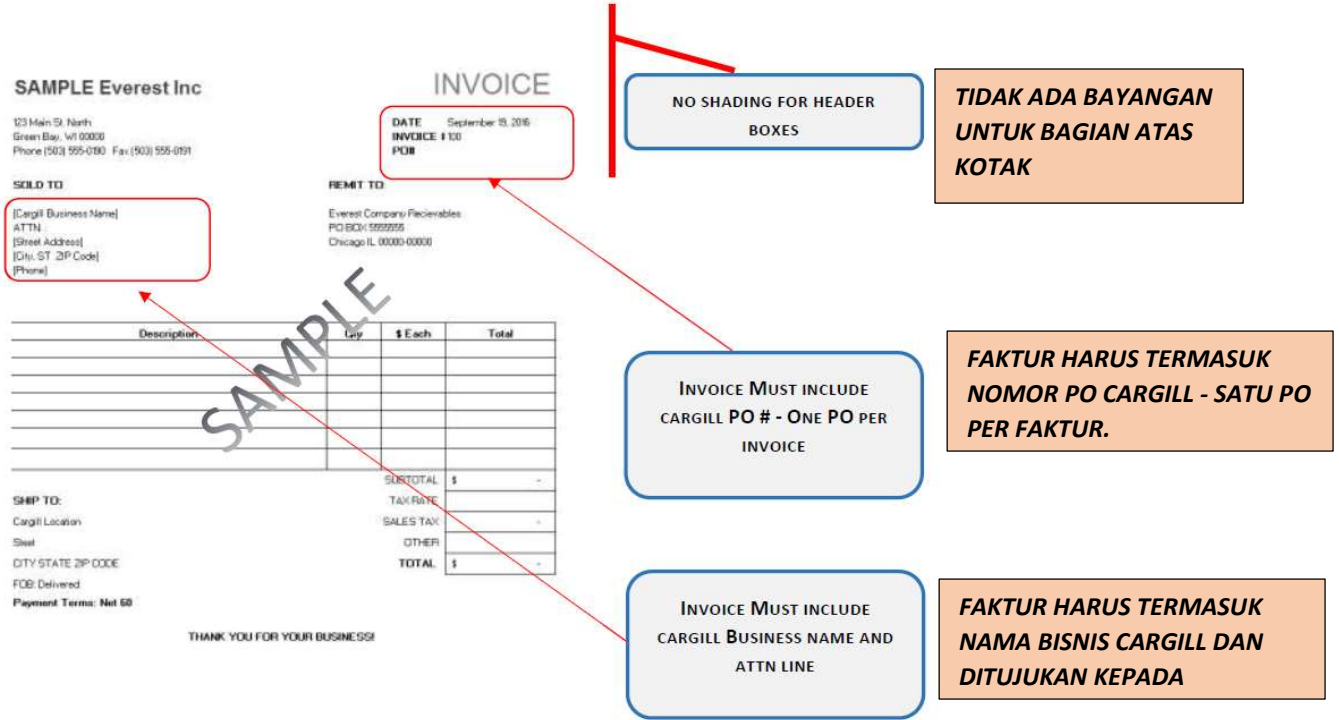 SAMPLE Everest Inc
INVOICE
123 Main St, North
Green Bay, WI 00000
Phone (503) 555-0190 Fax (503) 555-0191
DATE September 19, 2016
INVOICE # 100
PO#
SOLD TO
REMIT TO
[Cargill Business Name]
ATTN
[Street Address]
[City, ST ZIP Code]
[Phone]
Everest Company Recievables
PO BOX 5555555
Chicago IL 00000-00000
SAMPLE
Description Qty $ Each Total
SUBTOTAL $ -
TAX RATE
SALES TAX -
OTHER
TOTAL $ -
SHIP TO:
Cargill Location
Street
CITY STATE ZIP CODE
FOB: Delivered
Payment Terms: Net 60
THANK YOU FOR YOUR BUSINESS!
NO SHADING FOR HEADER
BOXES
TIDAK ADA BAYANGAN
UNTUK BAGIAN ATAS
KOTAK
INVOICE MUST INCLUDE
CARGILL PO # - ONE PO PER
INVOICE
FAKTUR HARUS TERMASUK
NOMOR PO CARGILL - SATU PO
PER FAKTUR.
INVOICE MUST INCLUDE
CARGILL BUSINESS NAME AND
ATTN LINE
FAKTUR HARUS TERMASUK
NAMA BISNIS CARGILL DAN
DITUJUKAN KEPADA